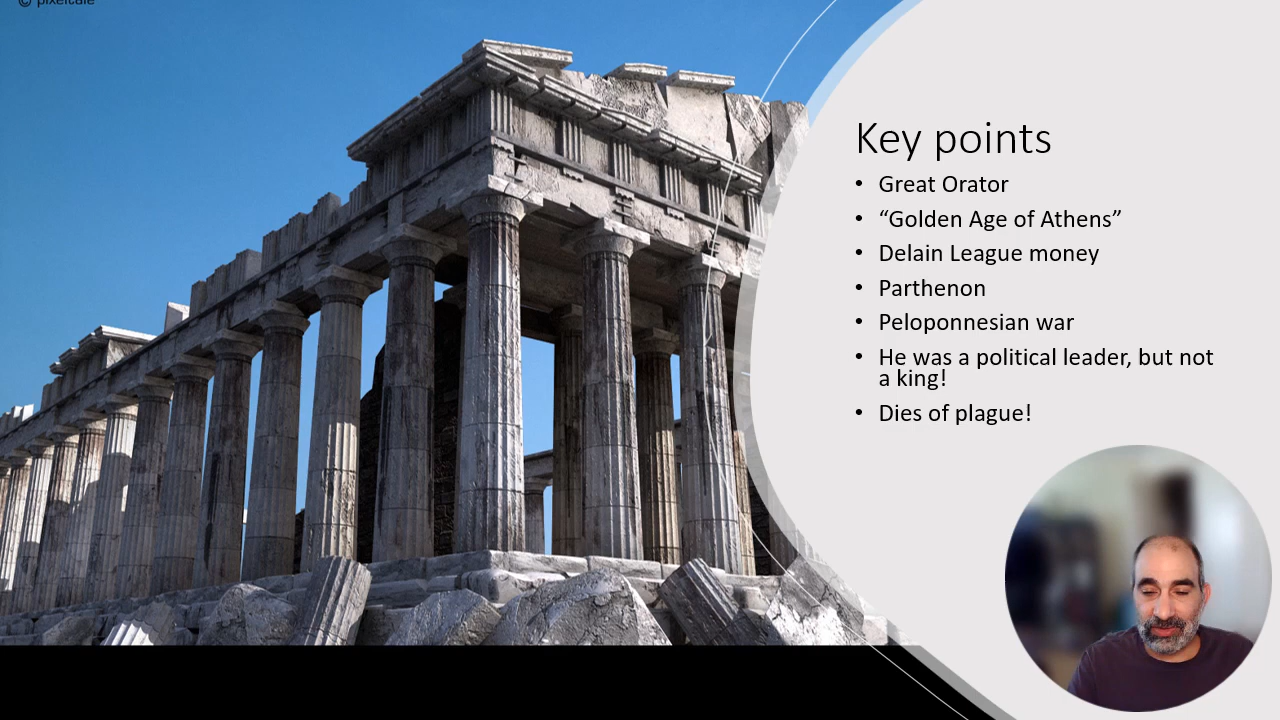 © pixelcafe
Key points
• Great Orator
• “Golden Age of Athens”
• Delain League money
• Parthenon
• Peloponnesian war
• He was a political leader, but not
a king!
• Dies of plague!